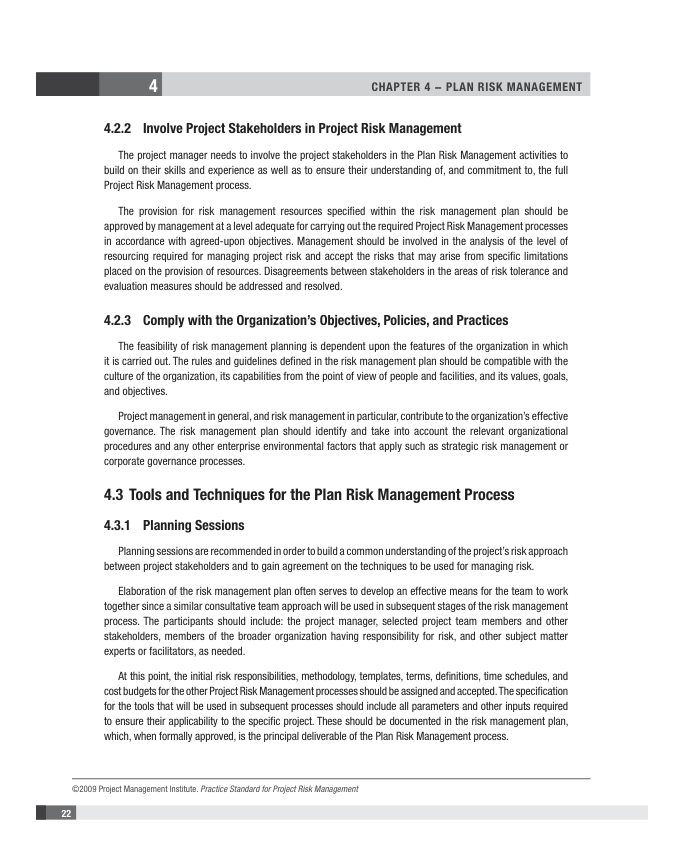 4
CHAPTER 4 – PLAN RISK MANAGEMENT
4.2.2 Involve Project Stakeholders in Project Risk Management
The project manager needs to involve the project stakeholders in the Plan Risk Management activities to
build on their skills and experience as well as to ensure their understanding of, and commitment to, the full
Project Risk Management process.
The provision for risk management resources specified within the risk management plan should be
approved by management at a level adequate for carrying out the required Project Risk Management processes
in accordance with agreed-upon objectives. Management should be involved in the analysis of the level of
resourcing required for managing project risk and accept the risks that may arise from specific limitations
placed on the provision of resources. Disagreements between stakeholders in the areas of risk tolerance and
evaluation measures should be addressed and resolved.
4.2.3 Comply with the Organization's Objectives, Policies, and Practices
The feasibility of risk management planning is dependent upon the features of the organization in which
it is carried out. The rules and guidelines defined in the risk management plan should be compatible with the
culture of the organization, its capabilities from the point of view of people and facilities, and its values, goals,
and objectives.
Project management in general, and risk management in particular, contribute to the organization's effective
governance. The risk management plan should identify and take into account the relevant organizational
procedures and any other enterprise environmental factors that apply such as strategic risk management or
corporate governance processes.
4.3 Tools and Techniques for the Plan Risk Management Process
4.3.1 Planning Sessions
Planning sessions are recommended in order to build a common understanding of the project's risk approach
between project stakeholders and to gain agreement on the techniques to be used for managing risk.
Elaboration of the risk management plan often serves to develop an effective means for the team to work
together since a similar consultative team approach will be used in subsequent stages of the risk management
process. The participants should include: the project manager, selected project team members and other
stakeholders, members of the broader organization having responsibility for risk, and other subject matter
experts or facilitators, as needed.
At this point, the initial risk responsibilities, methodology, templates, terms, definitions, time schedules, and
cost budgets for the other Project Risk Management processes should be assigned and accepted. The specification
for the tools that will be used in subsequent processes should include all parameters and other inputs required
to ensure their applicability to the specific project. These should be documented in the risk management plan,
which, when formally approved, is the principal deliverable of the Plan Risk Management process.
©2009 Project Management Institute. Practice Standard for Project Risk Management
22